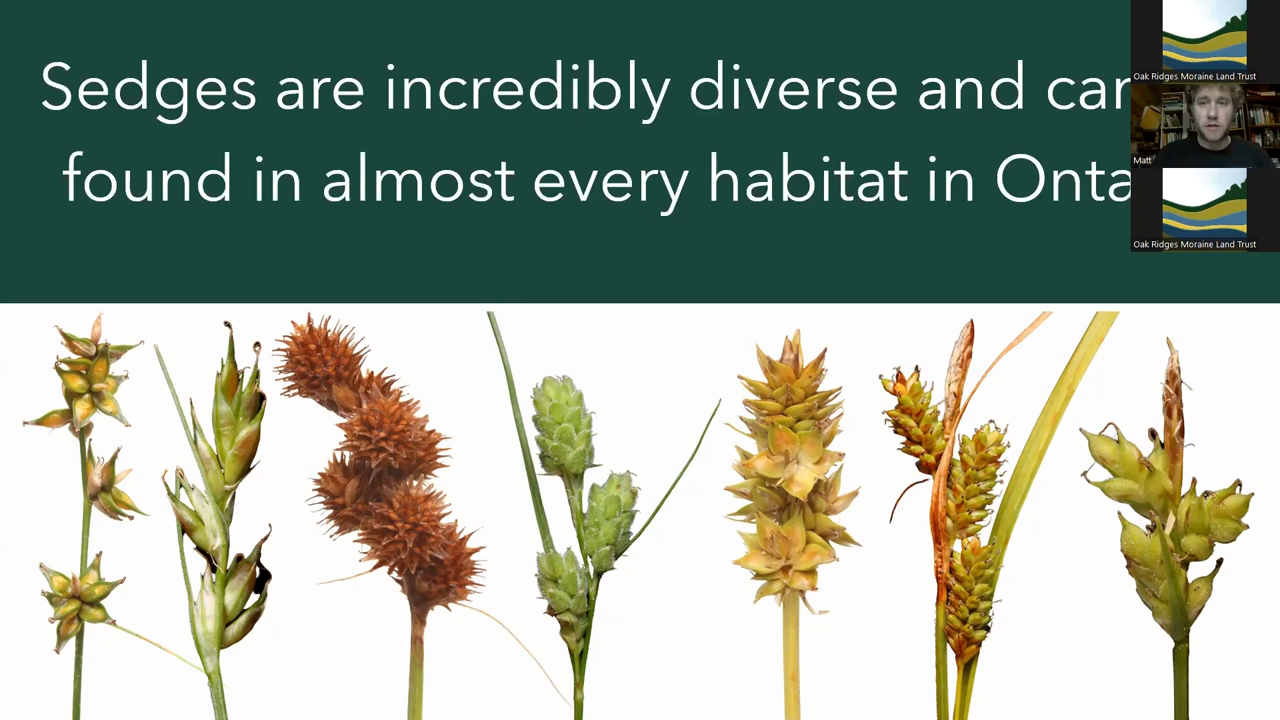 Sedges are incredibly diverse and can
found in almost every habitat in Onta
Oak Ridges Moraine Land Trust
Matt
Oak Ridges Moraine Land Trust